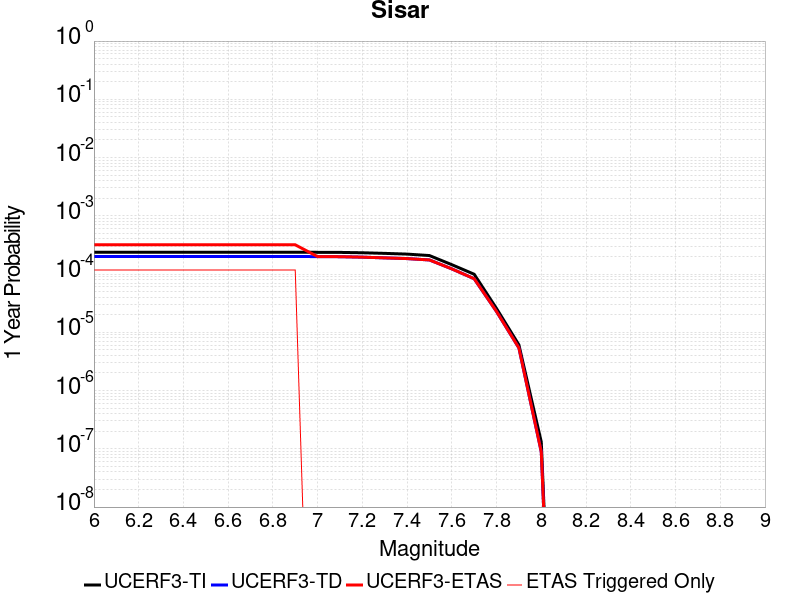 Sisar
10^0
10^-1
10^-2
10^-3
10^-4
10^-5
10^-6
10^-7
10^-8
1 Year Probability
6 6.2 6.4 6.6 6.8 7 7.2 7.4 7.6 7.8 8 8.2 8.4 8.6 8.8 9
Magnitude
UCERF3-TI UCERF3-TD UCERF3-ETAS ETAS Triggered Only